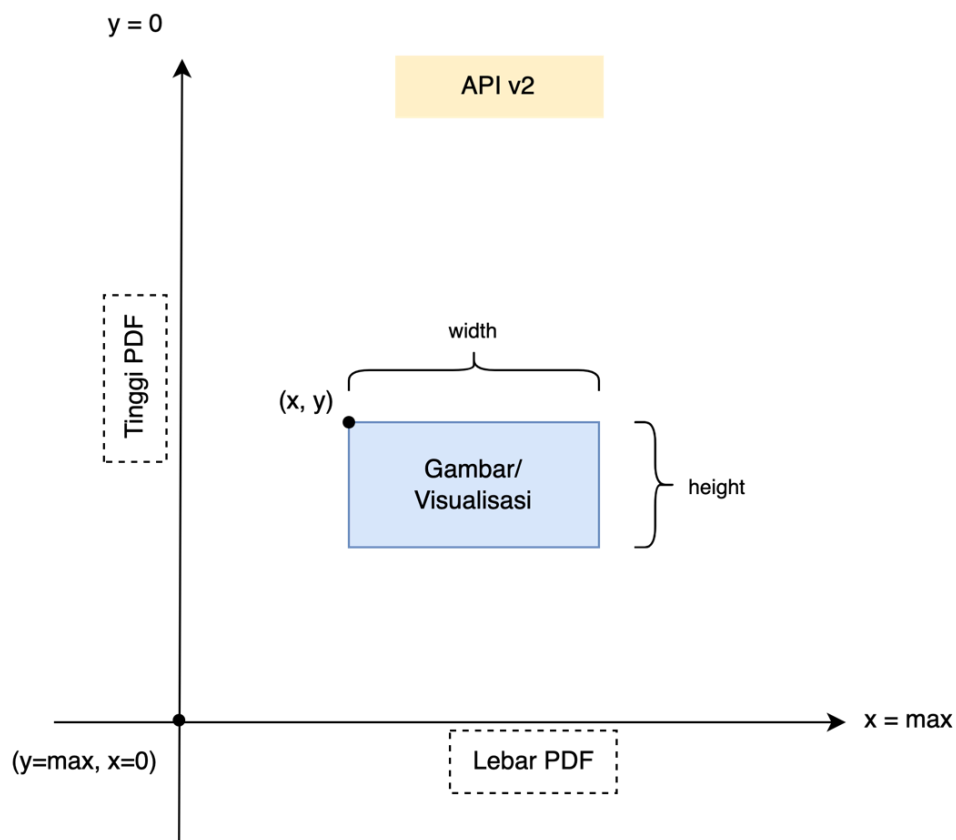 y = 0
API v2
Tinggi PDF
width
(x, y)
Gambar/
Visualisasi
height
x = max
(y=max, x=0)
Lebar PDF